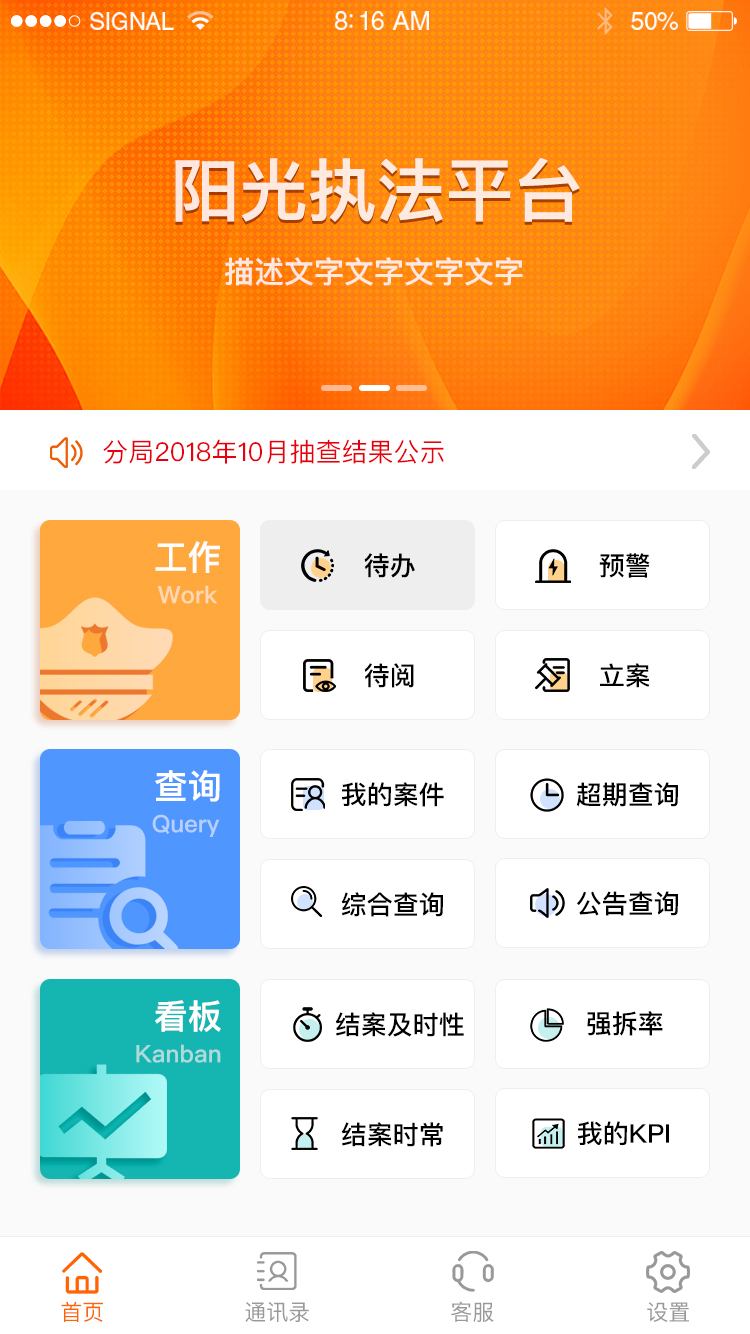 SIGNAL 8:16 AM 50%
阳光执法平台
描述文字文字文字文字
分局2018年10月抽查结果公示
工作
Work
待办
预警
待阅
立案
查询
Query
我的案件
超期查询
综合查询
公告查询
看板
Kanban
结案及时性
强拆率
结案时常
我的KPI
首页
通讯录
客服
设置